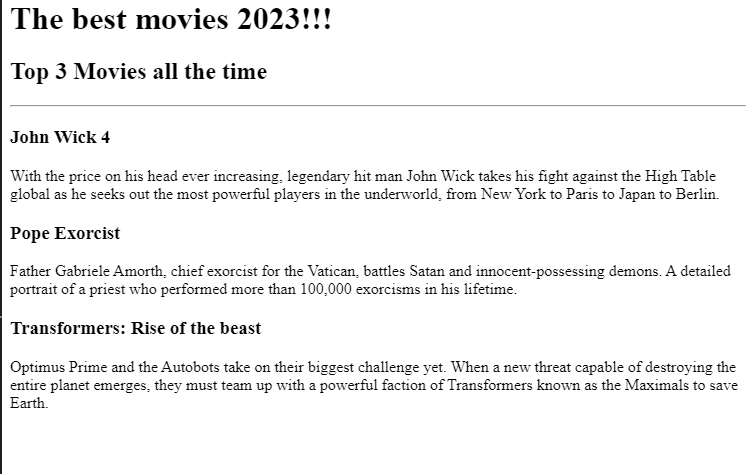 The best movies 2023!!!
Top 3 Movies all the time
John Wick 4
With the price on his head ever increasing, legendary hit man John Wick takes his fight against the High Table
global as he seeks out the most powerful players in the underworld, from New York to Paris to Japan to Berlin.
Pope Exorcist
Father Gabriele Amorth, chief exorcist for the Vatican, battles Satan and innocent-possessing demons. A detailed
portrait of a priest who performed more than 100,000 exorcisms in his lifetime.
Transformers: Rise of the beast
Optimus Prime and the Autobots take on their biggest challenge yet. When a new threat capable of destroying the
entire planet emerges, they must team up with a powerful faction of Transformers known as the Maximals to save
Earth.